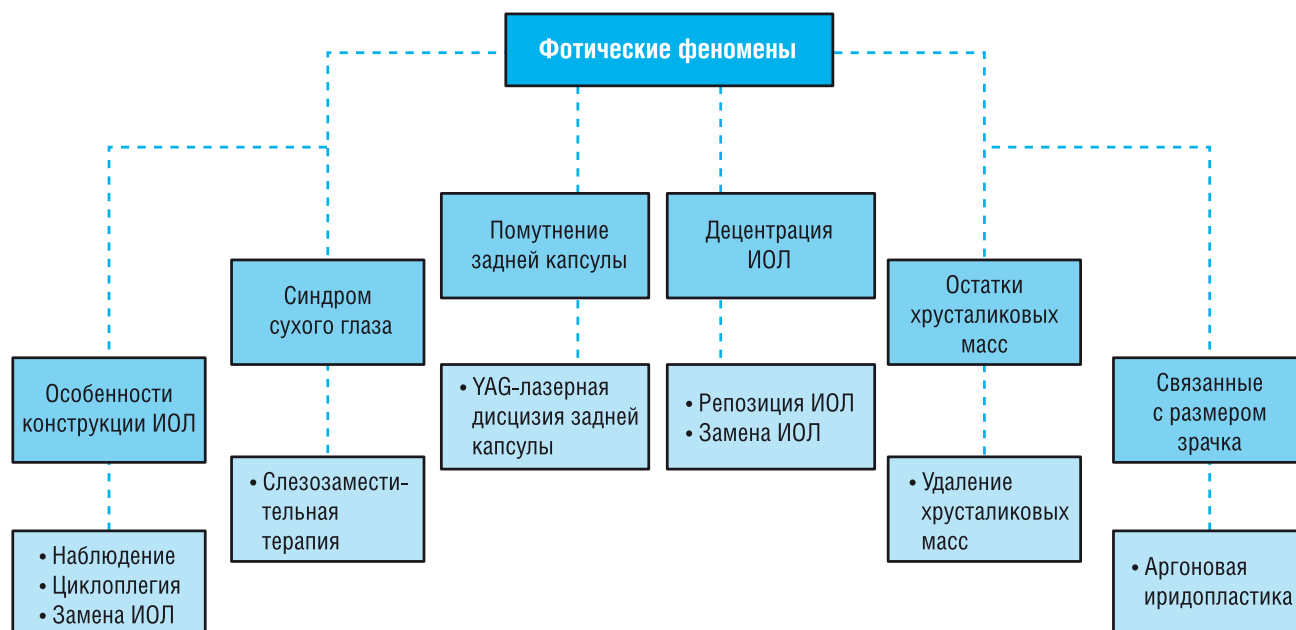 Фотические феномены
Особенности
конструкции ИОЛ
• Наблюдение
• Циклоплегия
• Замена ИОЛ
Синдром
сухого глаза
• Слезозамести-
тельная
терапия
Помутнение
задней капсулы
• YAG-лазерная
дисцизия задней
капсулы
Децентрация
ИОЛ
• Репозиция ИОЛ
• Замена ИОЛ
Остатки
хрусталиковых
масс
• Удаление
хрусталиковых
масс
Связанные
с размером
зрачка
• Аргоновая
иридопластика